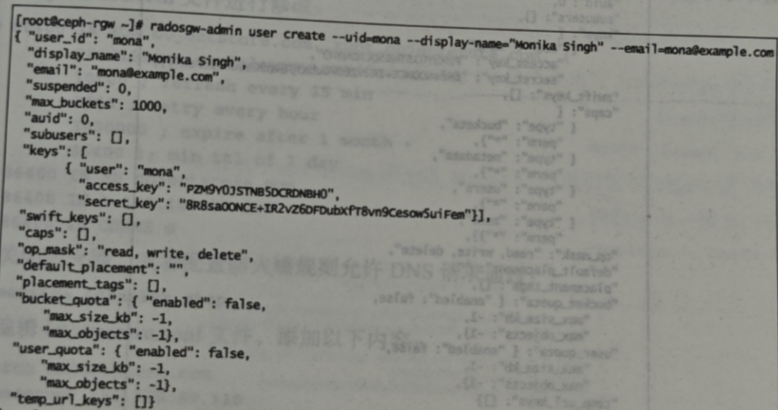 [root@ceph-rgw ~]# radosgw-admin user create --uid=mona --display-name="Monika Singh" --email=mona@example.com
{ "user_id": "mona",
"display_name": "Monika Singh",
"email": "mona@example.com",
"suspended": 0,
"max_buckets": 1000,
"auid": 0,
"subusers": [],
"keys": [
{ "user": "mona",
"access_key": "PZM9Y0J5TNB5DCRDNBH0",
"secret_key": "8R8sa0ONCE+IR2vZ6DFDubXfT8vn9Cesow5uiFem"}],
"swift_keys": [],
"caps": [],
"op_mask": "read, write, delete",
"default_placement": "",
"placement_tags": [],
"bucket_quota": { "enabled": false,
"max_size_kb": -1,
"max_objects": -1},
"user_quota": { "enabled": false,
"max_size_kb": -1,
"max_objects": -1},
"temp_url_keys": []}